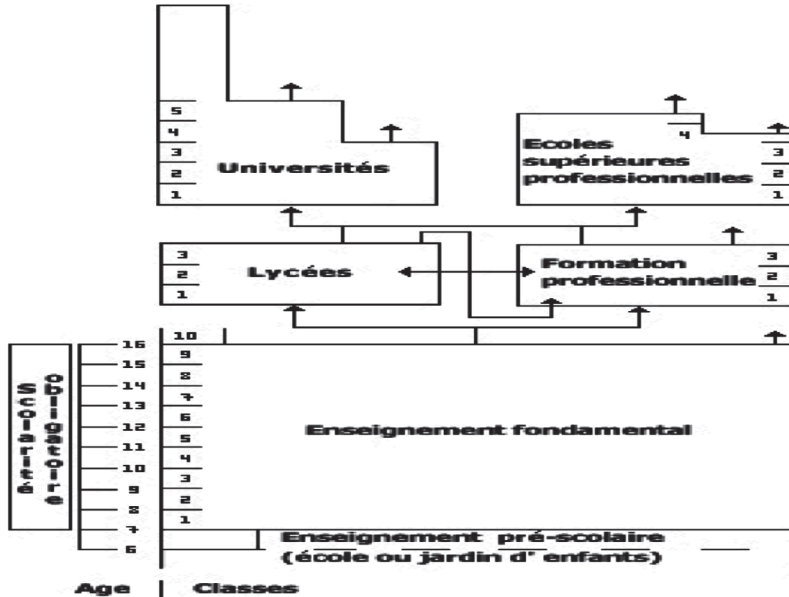 5
4
3
2
1
Universités
4
3
2
1
Ecoles
supérieures
professionnelles
3
2
1
Lycées
Formation
professionnelle
3
2
1
Scolarité
obligatoire
16
15
14
13
12
11
10
9
8
7
6
10
9
8
7
6
5
4
3
2
1
Enseignement fondamental
Enseignement pré-scolaire
(école ou jardin d' enfants)
Age
Classes